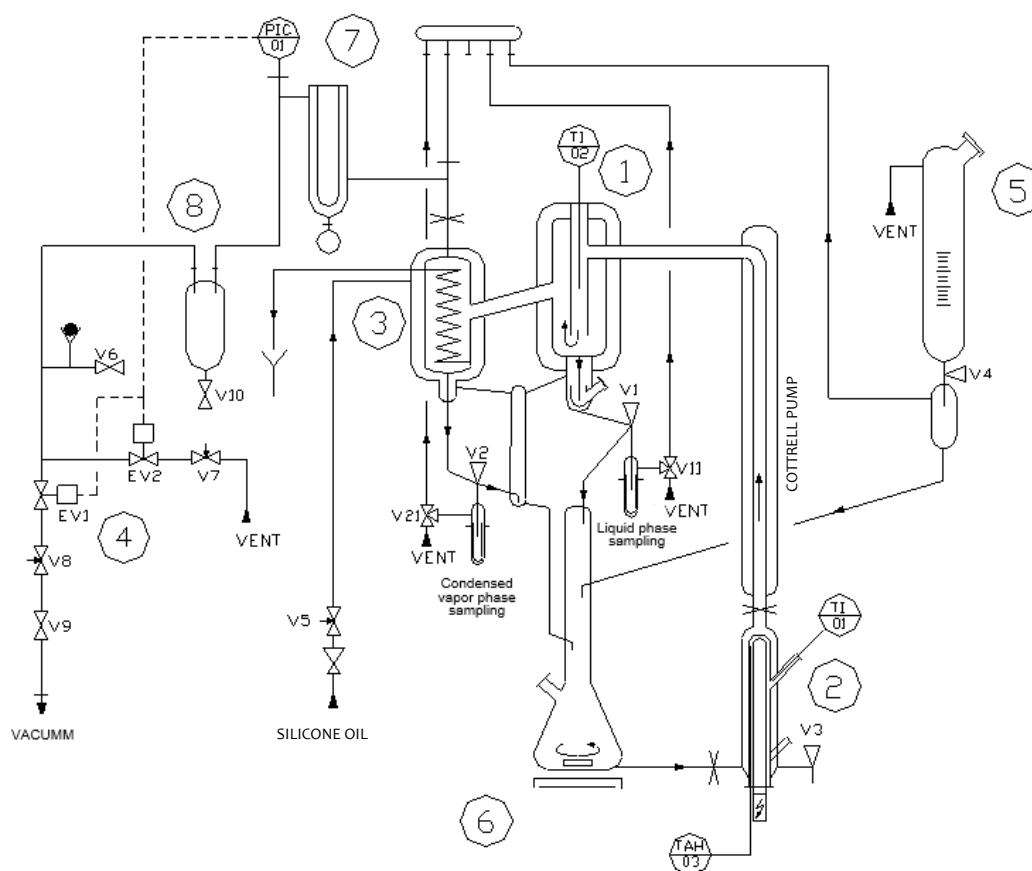 PIC
01
7
TI
02
1
5
8
VENT
3
V6
V10
V1
V4
COTTRELL PUMP
V2
EV2
V7
V11
EV1
4
V21
VENT
Liquid phase
sampling
VENT
VENT
V8
Condensed
vapor phase
sampling
V5
TI
01
V9
2
V3
VACUMM
SILICONE OIL
6
TAH
03